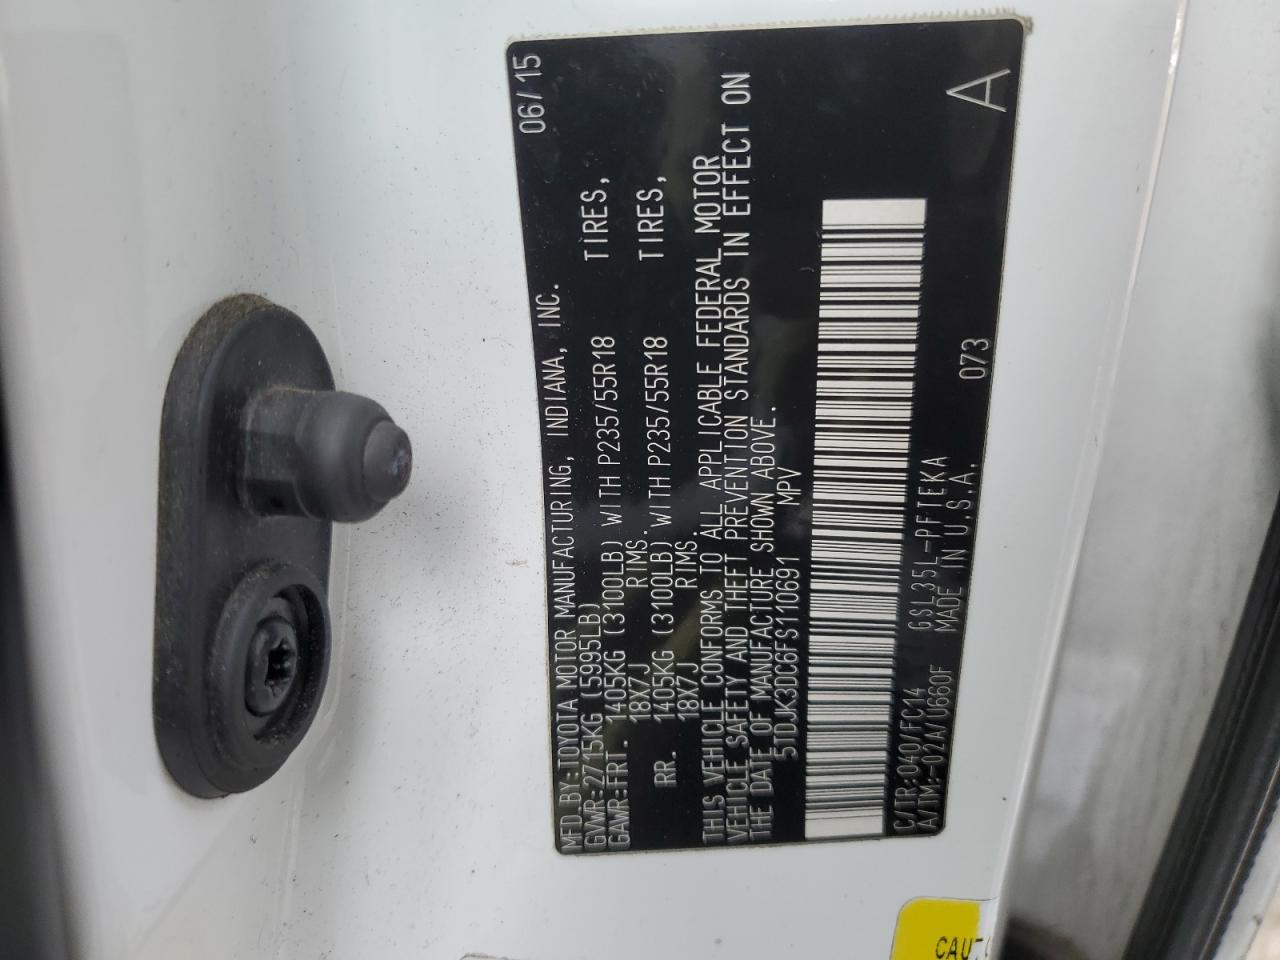 MFD.BY:TOYOTA MOTOR MANUFACTURING, INDIANA, INC. 06/15
GVWR:2715KG (5995LB)
GAWR:FRT. 1405KG (3100LB) WITH P235/55R18 TIRES,
18X7J RIMS.
RR. 1405KG (3100LB) WITH P235/55R18 TIRES,
18X7J RIMS.
THIS VEHICLE CONFORMS TO ALL APPLICABLE FEDERAL MOTOR
VEHICLE SAFETY AND THEFT PREVENTION STANDARDS IN EFFECT ON
THE DATE OF MANUFACTURE SHOWN ABOVE.
51DJK3DC6FS110691 MPV
C/TR:040/FC14 GSL35L-PFTEKA 073 A
A/TM:-02A/U660F MADE IN U.S.A.